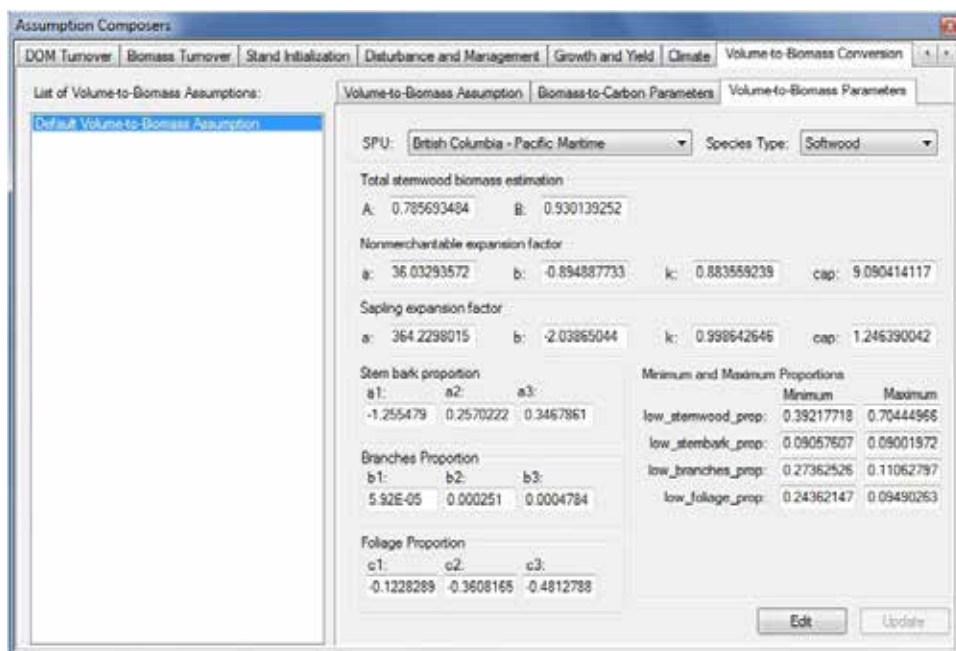 Assumption Composers
DOM Turnover Biomass Turnover Stand Initialization Disturbance and Management Growth and Yield Climate Volume-to-Biomass Conversion
List of Volume-to-Biomass Assumptions:
Default Volume-to-Biomass Assumption
Volume-to-Biomass Assumption Biomass-to-Carbon Parameters Volume-to-Biomass Parameters
SPU: British Columbia - Pacific Maritime Species Type: Softwood
Total stemwood biomass estimation
A: 0.785693484 B: 0.930139252
Nonmerchantable expansion factor
a: 36.03293572 b: -0.894887733 k: 0.883559239 cap: 9.090414117
Sapling expansion factor
a: 364.2298015 b: -2.03865044 k: 0.998642646 cap: 1.246390042
Stem bark proportion
a1: a2: a3:
-1.255479 0.2570222 0.3467861
Branches Proportion
b1: b2: b3:
5.92E-05 0.000251 0.0004784
Foliage Proportion
c1: c2: c3:
-0.1228289 -0.3608165 -0.4812788
Minimum and Maximum Proportions
Minimum Maximum
low_stemwood_prop: 0.39217718 0.70444966
low_stembark_prop: 0.09057607 0.09001972
low_branches_prop: 0.27362526 0.11062797
low_foliage_prop: 0.24362147 0.09490263
Edit Update